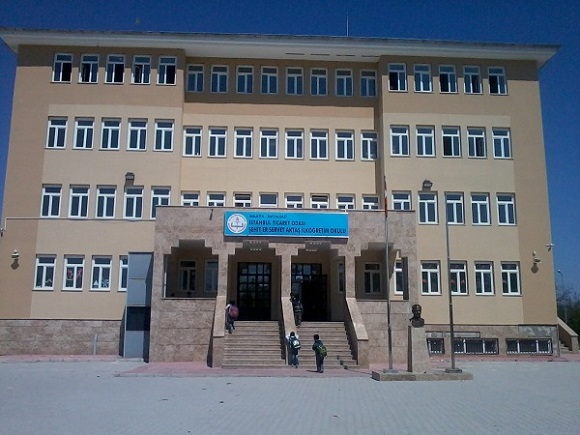 İSTANBUL TİCARET ODASI
ŞEHİT ER SERVET AKTAŞ İLKÖĞRETİM OKULU